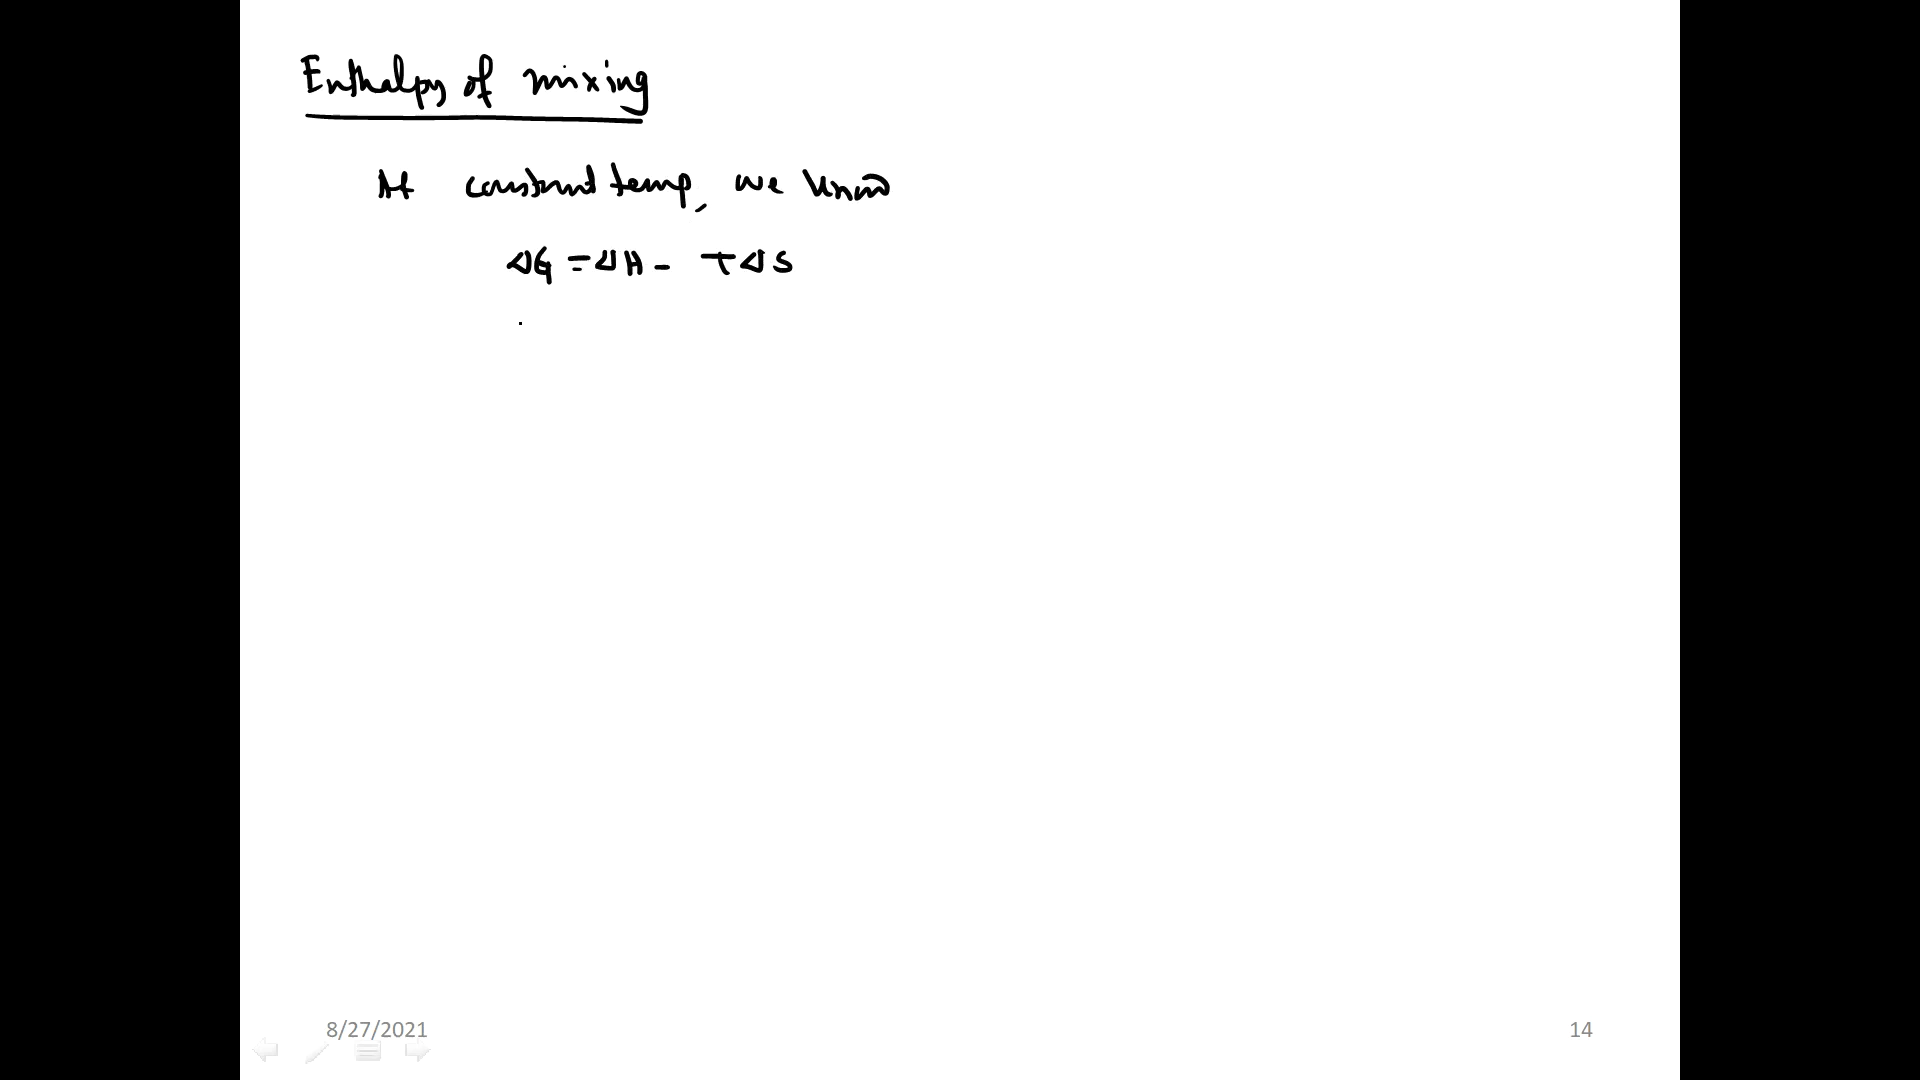 Enthalpy of mixing
At constant temp, we know
ΔG = ΔH - TΔS
8/27/2021
14